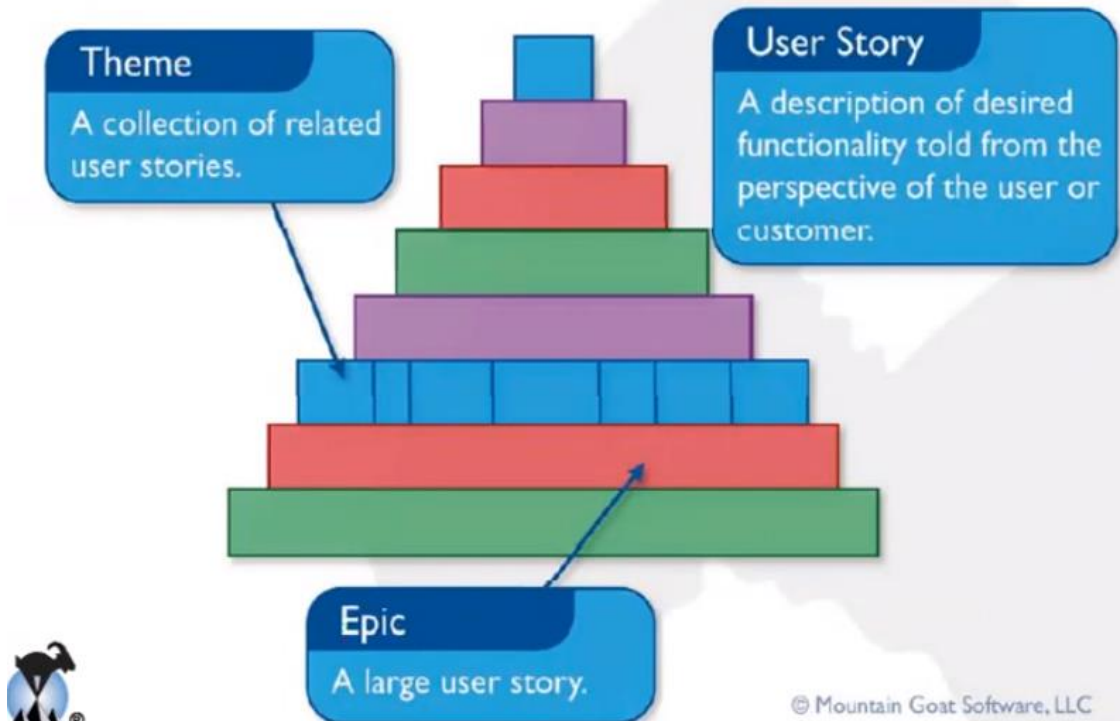 Theme
A collection of related
user stories.
User Story
A description of desired
functionality told from the
perspective of the user or
customer.
Epic
A large user story.
®
© Mountain Goat Software, LLC